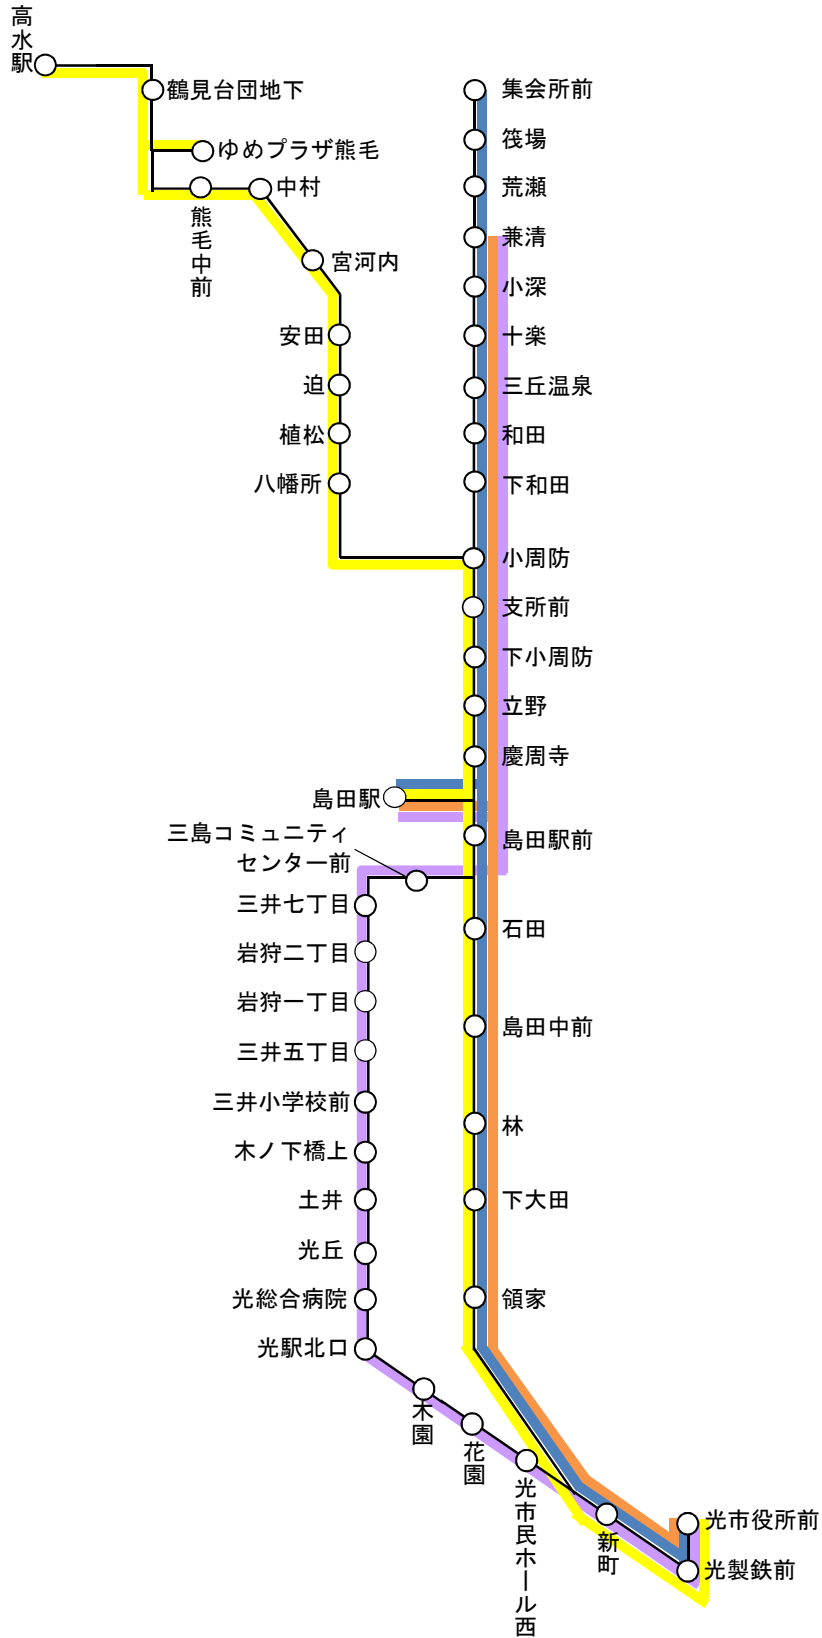 高水駅
鶴見台団地下
ゆめプラザ熊毛
熊毛中前
中村
宮河内
安田
迫
植松
八幡所
集会所前
筏場
荒瀬
兼清
小深
十楽
三丘温泉
和田
下和田
小周防
支所前
下小周防
立野
慶周寺
島田駅
島田駅前
三島コミュニティ
センター前
三井七丁目
岩狩二丁目
岩狩一丁目
三井五丁目
三井小学校前
木ノ下橋上
土井
光丘
光総合病院
光駅北口
石田
島田中前
林
下大田
領家
木園
花園
光市民ホール西
新町
光市役所前
光製鉄前